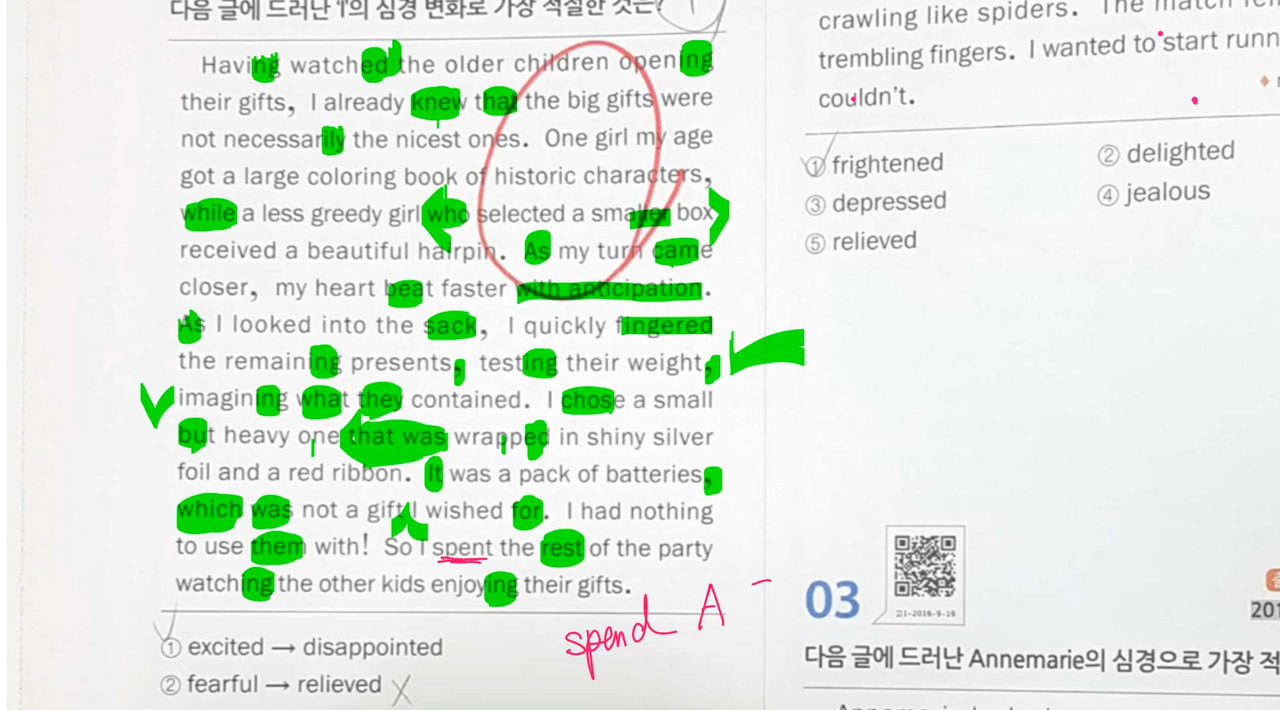 다음 글에 드러난 'I'의 심경 변화로 가장 적절한 것은?
Having watched the older children opening
their gifts, I already knew that the big gifts were
not necessarily the nicest ones. One girl my age
got a large coloring book of historic characters,
while a less greedy girl who selected a smaller box
received a beautiful hairpin. As my turn came
closer, my heart beat faster with anticipation.
As I looked into the sack, I quickly fingered
the remaining presents, testing their weight,
imagining what they contained. I chose a small
but heavy one that was wrapped in shiny silver
foil and a red ribbon. It was a pack of batteries,
which was not a gift I wished for. I had nothing
to use them with! So I spent the rest of the party
watching the other kids enjoying their gifts.
spend A
① excited → disappointed
② fearful → relieved
crawling like spiders. The match
trembling fingers. I wanted to start
couldn't.
① frightened
② delighted
③ depressed
④ jealous
⑤ relieved
03
21-2016-9-19
201
다음 글에 드러난 Annemarie의 심경으로 가장